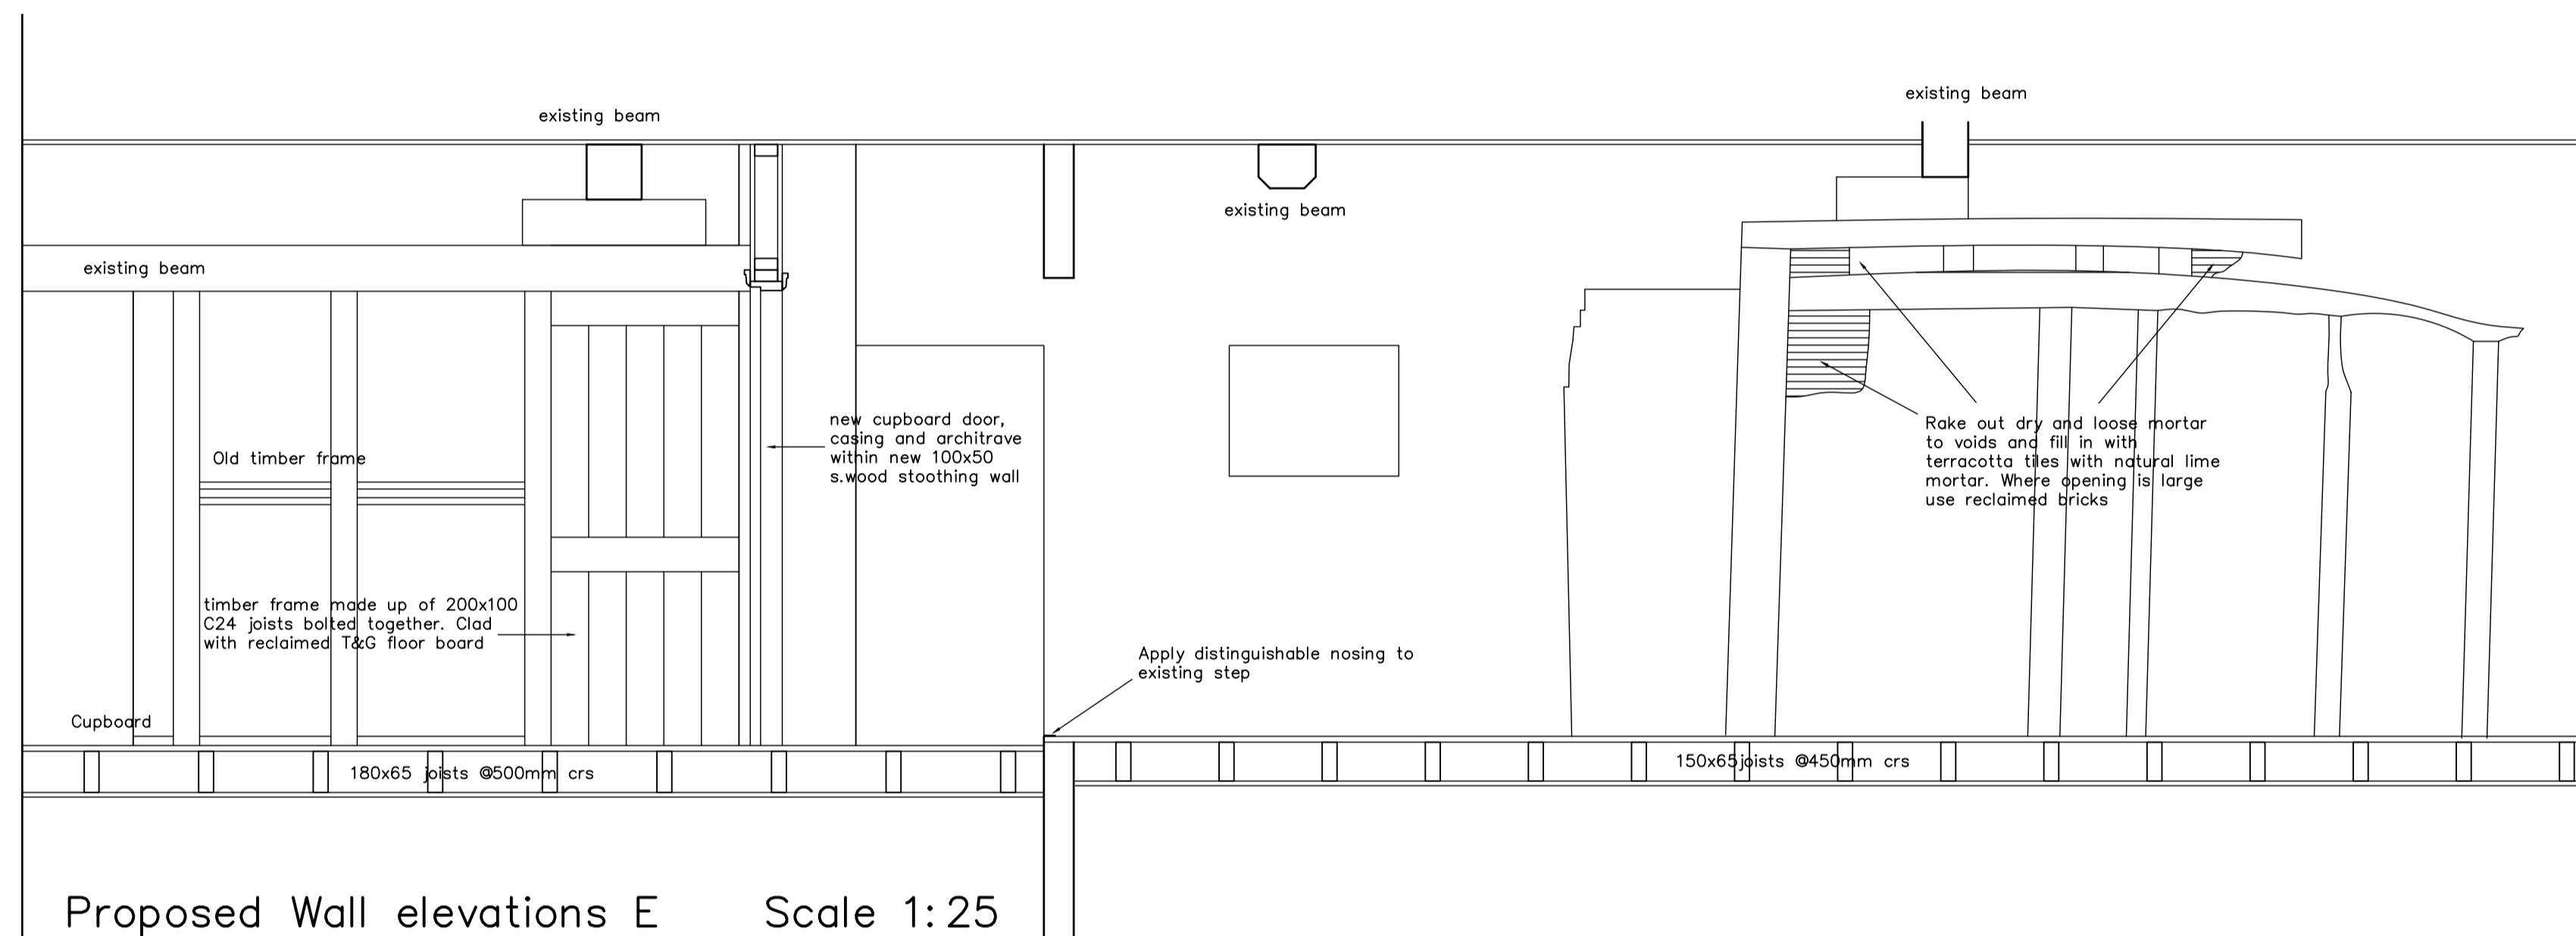 existing beam
existing beam
existing beam
existing beam
Old timber frame
new cupboard door,
casing and architrave
within new 100x50
s.wood stoothing wall
Rake out dry and loose mortar
to voids and fill in with
terracotta tiles with natural lime
mortar. Where opening is large
use reclaimed bricks
timber frame made up of 200x100
C24 joists bolted together. Clad
with reclaimed T&G floor board
Apply distinguishable nosing to
existing step
Cupboard
180x65 joists @500mm crs
150x65joists @450mm crs
Proposed Wall elevations E Scale 1:25